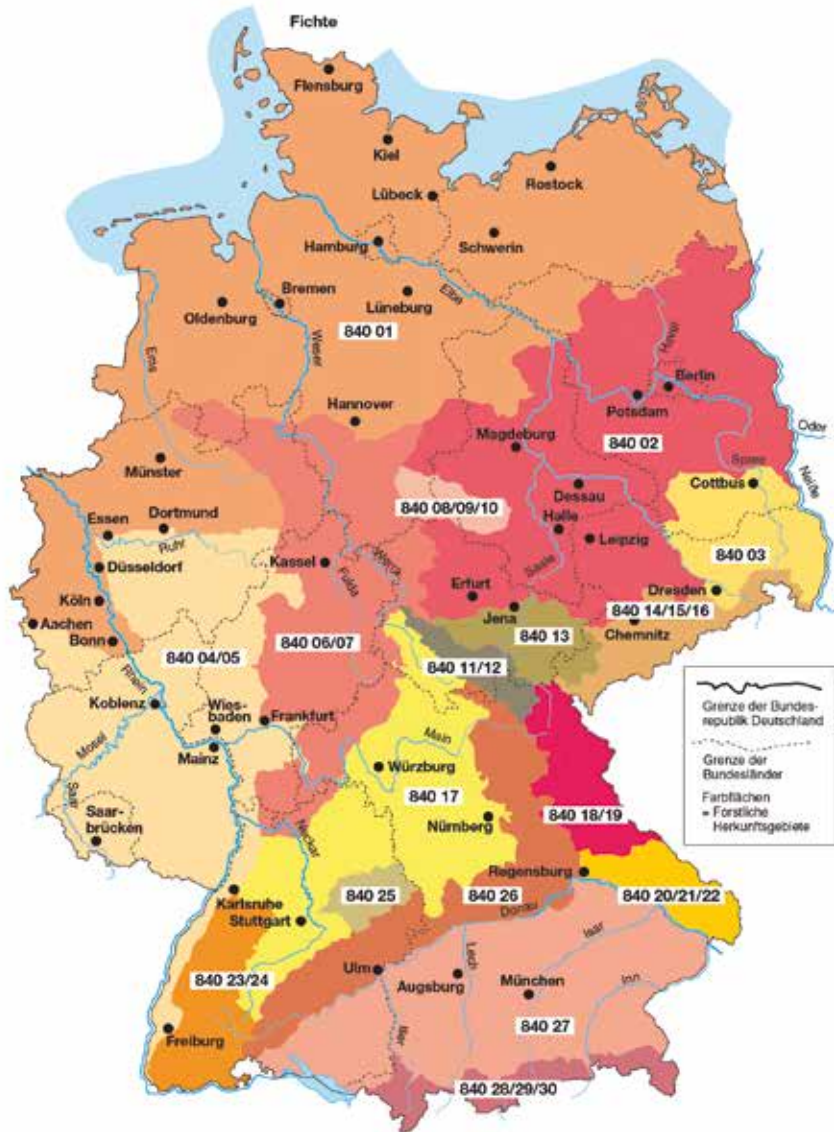 Fichte
Flensburg
Kiel
Rostock
Lübeck
Hamburg
Schwerin
Elbe
Bremen
Lüneburg
Oldenburg
Ems
Weser
840 01
Havel
Berlin
Hannover
Potsdam
Magdeburg
840 02
Oder
Münster
Spree
Neiße
Cottbus
Dessau
840 08/09/10
Essen
Dortmund
Ruhr
Halle
Leipzig
840 03
Kassel
Fulda
Werra
Saale
Düsseldorf
Köln
Erfurt
Jena
Dresden
840 14/15/16
Chemnitz
Aachen
Bonn
840 04/05
840 06/07
840 13
840 11/12
Rhein
Koblenz
Wies-
baden
Frankfurt
Mosel
Mainz
Main
Würzburg
Saar
Saar-
brücken
840 17
Nürnberg
840 18/19
Neckar
Regensburg
Karlsruhe
Stuttgart
840 25
840 26
Donau
840 20/21/22
840 23/24
Ulm
Lech
Isar
Augsburg
München
Inn
Freiburg
Iller
840 27
840 28/29/30
Grenze der Bundes-
republik Deutschland
Grenze der
Bundesländer
Farbflächen
= Forstliche
Herkunftsgebiete